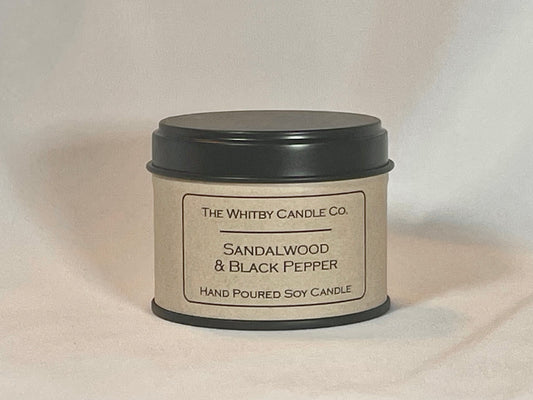 The Whitby Candle Co.
Sandalwood
& Black Pepper
Hand Poured Soy Candle